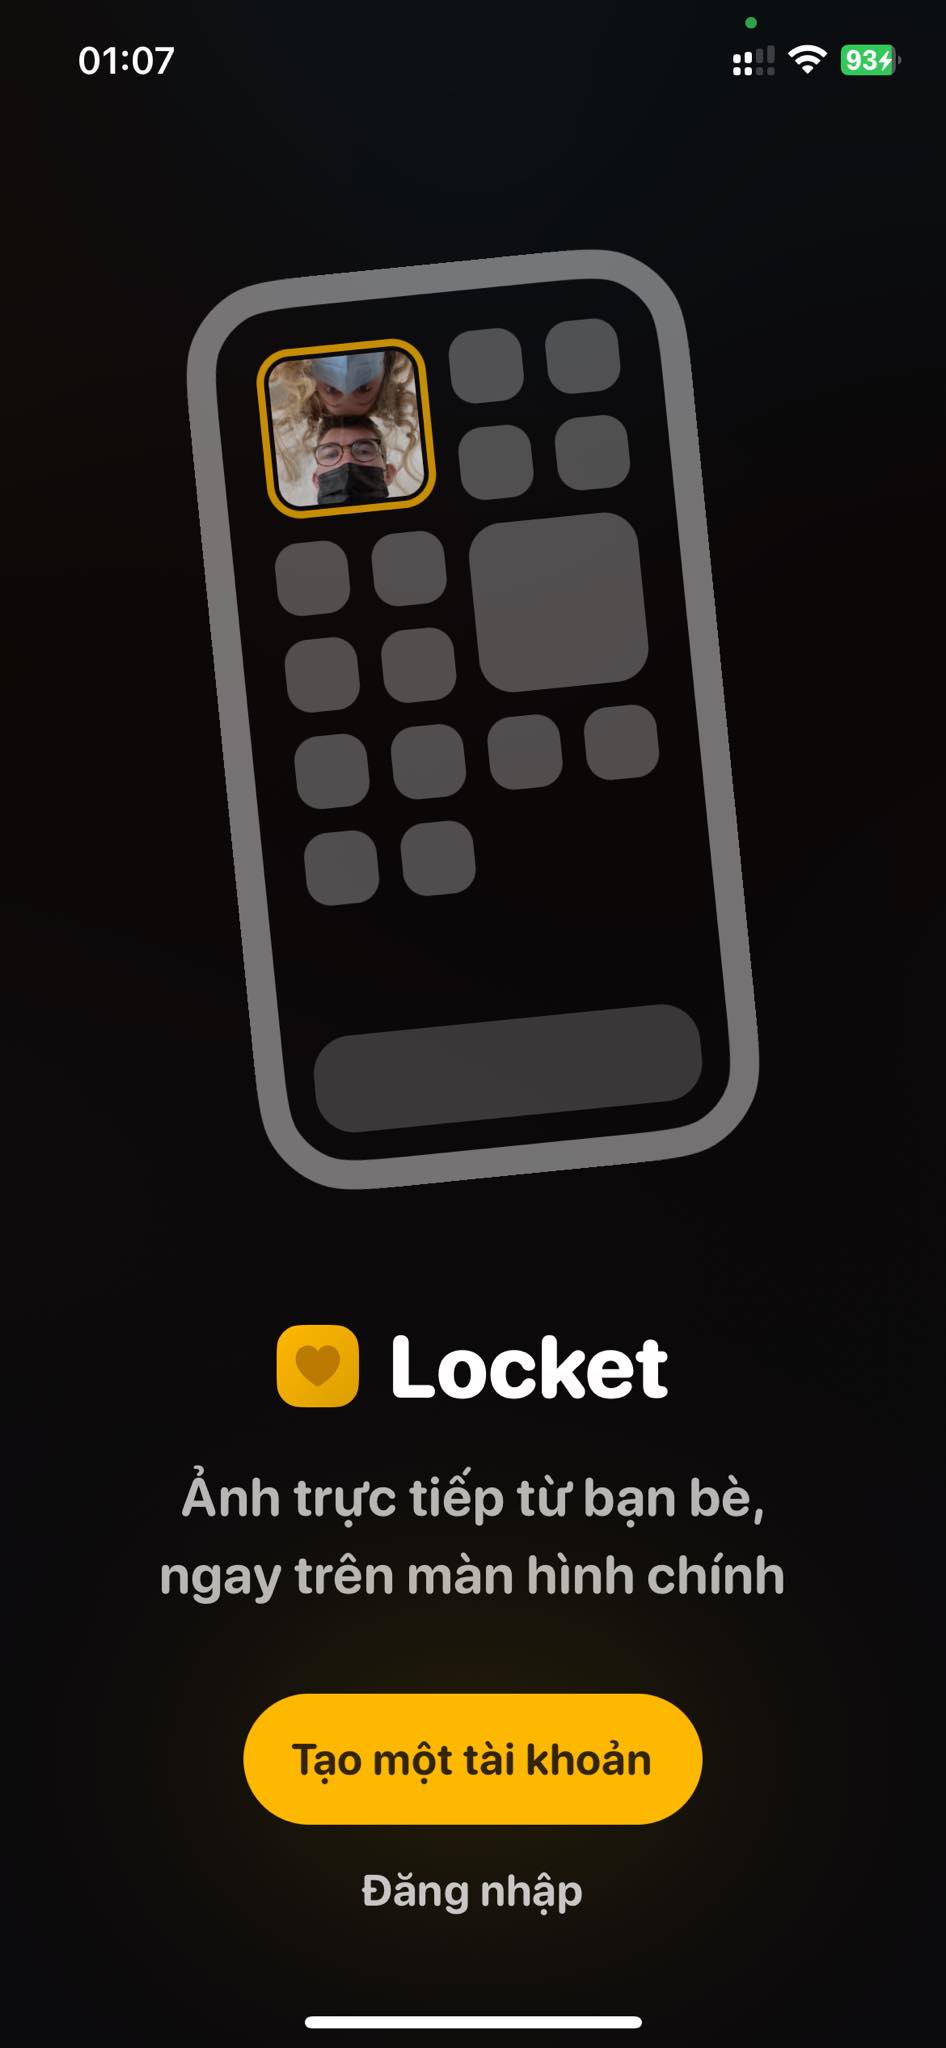 01:07
93
Locket
Ảnh trực tiếp từ bạn bè,
ngay trên màn hình chính
Tạo một tài khoản
Đăng nhập